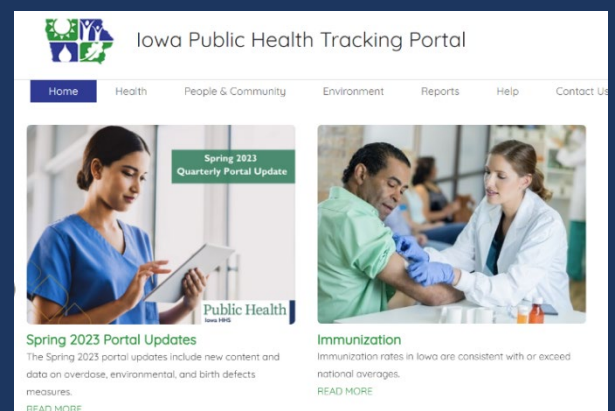 Iowa Public Health Tracking Portal
Home Health People & Community Environment Reports Help Contact Us
Spring 2023
Quarterly Portal Update
Public Health
Iowa HHS
Spring 2023 Portal Updates
The Spring 2023 portal updates include new content and
data on overdose, environmental, and birth defects
measures.
READ MORE
Immunization
Immunization rates in Iowa are consistent with or exceed
national averages.
READ MORE